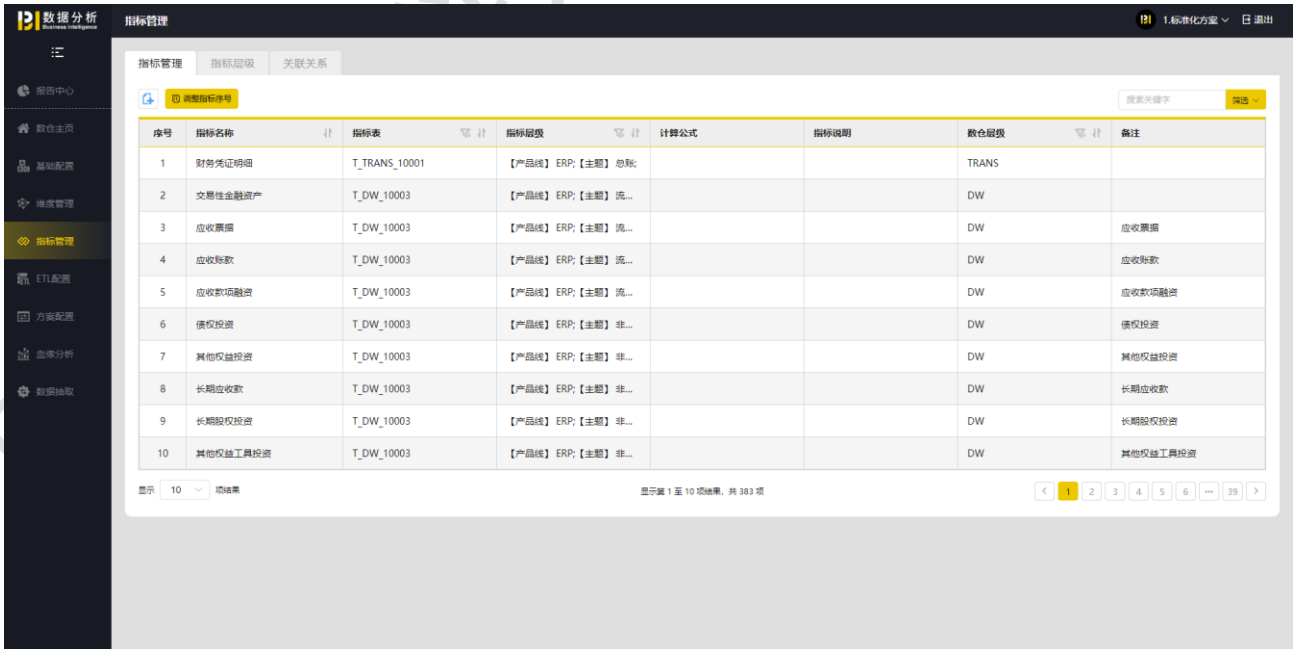 数据分析 指标管理 1.标准化方案 退出
Business Intelligence
指标管理 指标层级 关联关系
报告中心
调整指标序号 搜索关键字 筛选
数仓主页
基础配置
维度管理
指标管理
ETL配置
方案配置
血缘分析
数据抽取
序号 指标名称 指标表 指标层级 计算公式 指标说明 数仓层级 备注
1 财务凭证明细 T_TRANS_10001 【产品线】 ERP;【主题】 总账; TRANS
2 交易性金融资产 T_DW_10003 【产品线】 ERP;【主题】 流... DW
3 应收票据 T_DW_10003 【产品线】 ERP;【主题】 流... DW 应收票据
4 应收账款 T_DW_10003 【产品线】 ERP;【主题】 流... DW 应收账款
5 应收款项融资 T_DW_10003 【产品线】 ERP;【主题】 流... DW 应收款项融资
6 债权投资 T_DW_10003 【产品线】 ERP;【主题】 非... DW 债权投资
7 其他权益投资 T_DW_10003 【产品线】 ERP;【主题】 非... DW 其他权益投资
8 长期应收款 T_DW_10003 【产品线】 ERP;【主题】 非... DW 长期应收款
9 长期股权投资 T_DW_10003 【产品线】 ERP;【主题】 非... DW 长期股权投资
10 其他权益工具投资 T_DW_10003 【产品线】 ERP;【主题】 非... DW 其他权益工具投资
显示 10 项结果 显示第 1 至 10 项结果, 共 383 项 < 1 2 3 4 5 6 ... 39 >